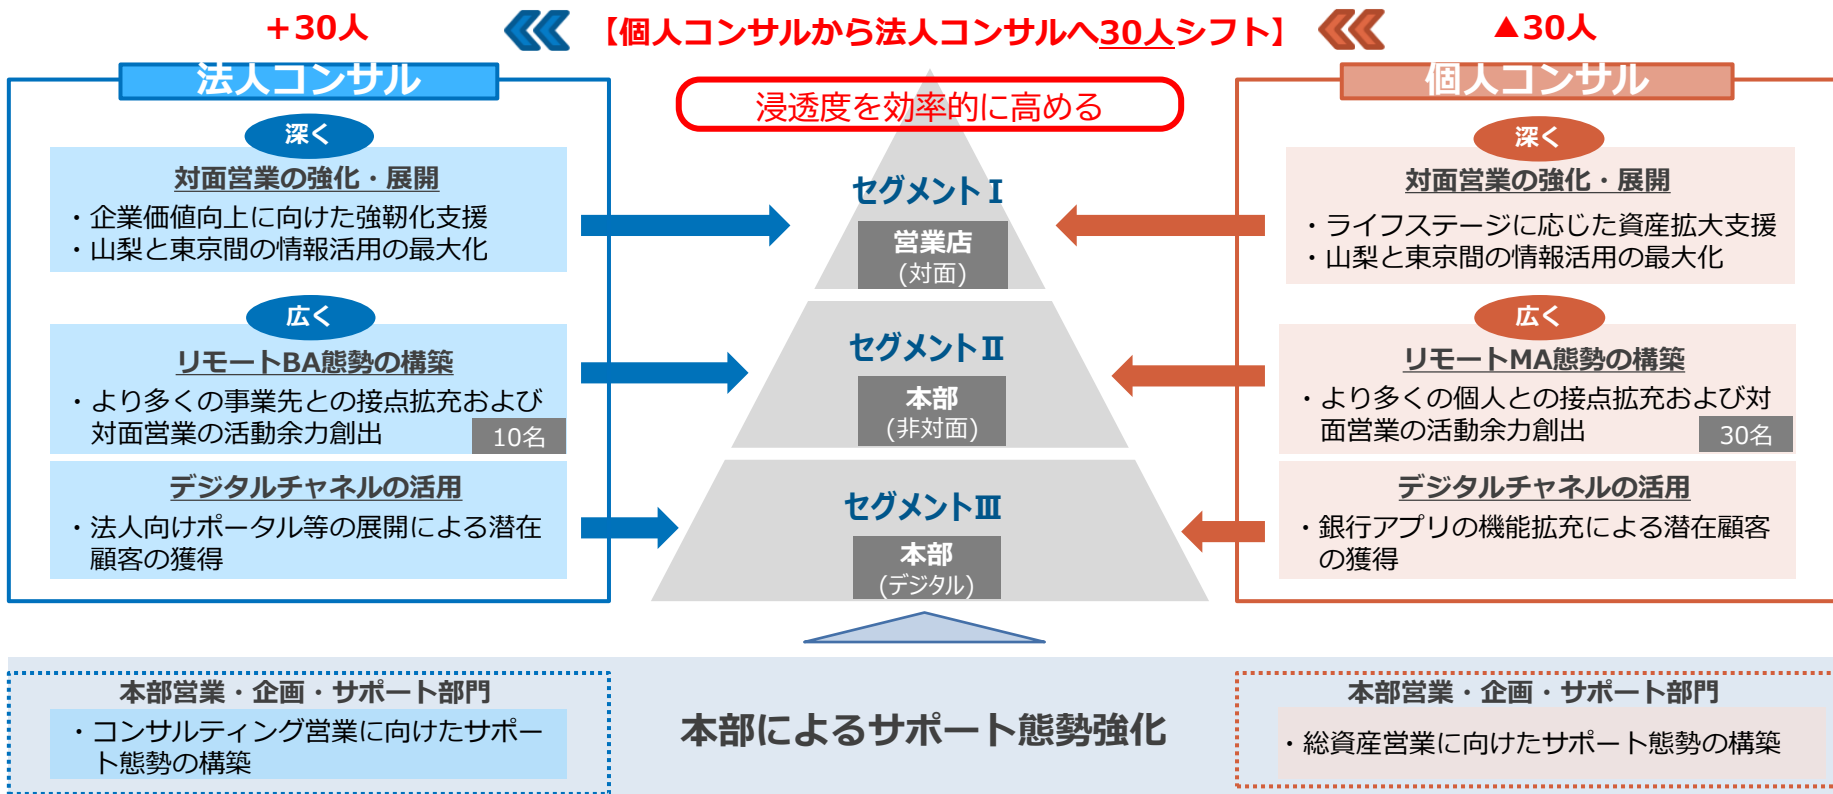 +30人
【個人コンサルから法人コンサルへ30人シフト】
▲30人
法人コンサル
深く
対面営業の強化・展開
・企業価値向上に向けた強靭化支援
・山梨と東京間の情報活用の最大化
広く
リモートBA態勢の構築
・より多くの事業先との接点拡充および
対面営業の活動余力創出
10名
デジタルチャネルの活用
・法人向けポータル等の展開による潜在
顧客の獲得
浸透度を効率的に高める
セグメントⅠ
営業店
(対面)
セグメントⅡ
本部
(非対面)
セグメントⅢ
本部
(デジタル)
個人コンサル
深く
対面営業の強化・展開
・ライフステージに応じた資産拡大支援
・山梨と東京間の情報活用の最大化
広く
リモートMA態勢の構築
・より多くの個人との接点拡充および対
面営業の活動余力創出
30名
デジタルチャネルの活用
・銀行アプリの機能拡充による潜在顧客
の獲得
本部営業・企画・サポート部門
・コンサルティング営業に向けたサポー
ト態勢の構築
本部によるサポート態勢強化
本部営業・企画・サポート部門
・総資産営業に向けたサポート態勢の構築